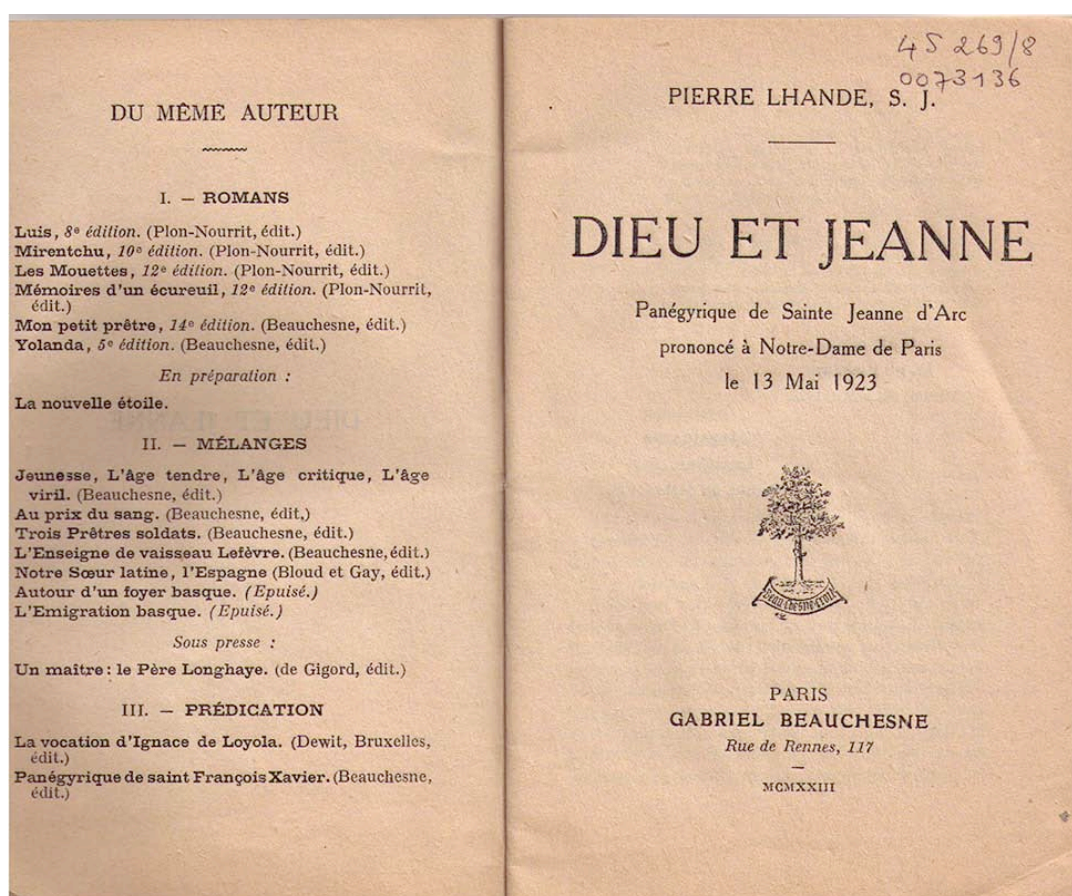 DU MÊME AUTEUR
I. — ROMANS
Luis, 8e édition. (Plon-Nourrit, édit.)
Mirentchu, 10e édition. (Plon-Nourrit, édit.)
Les Mouettes, 12e édition. (Plon-Nourrit, édit.)
Mémoires d'un écureuil, 12e édition. (Plon-Nourrit,
édit.)
Mon petit prêtre, 14e édition. (Beauchesne, édit.)
Yolanda, 5e édition. (Beauchesne, édit.)
En préparation :
La nouvelle étoile.
II. — MÉLANGES
Jeunesse, L'âge tendre, L'âge critique, L'âge
viril. (Beauchesne, édit.)
Au prix du sang. (Beauchesne, édit.)
Trois Prêtres soldats. (Beauchesne, édit.)
L'Enseigne de vaisseau Lefèvre. (Beauchesne, édit.)
Notre Sœur latine, l'Espagne (Bloud et Gay, édit.)
Autour d'un foyer basque. (Epuisé.)
L'Emigration basque. (Epuisé.)
Sous presse :
Un maître : le Père Longhaye. (de Gigord, édit.)
III. — PRÉDICATION
La vocation d'Ignace de Loyola. (Dewit, Bruxelles,
édit.)
Panégyrique de saint François Xavier. (Beauchesne,
édit.)
45 269/8
0073136
PIERRE LHANDE, S. J.
DIEU ET JEANNE
Panégyrique de Sainte Jeanne d'Arc
prononcé à Notre-Dame de Paris
le 13 Mai 1923
Beau chesne croit
PARIS
GABRIEL BEAUCHESNE
Rue de Rennes, 117
MCMXXIII